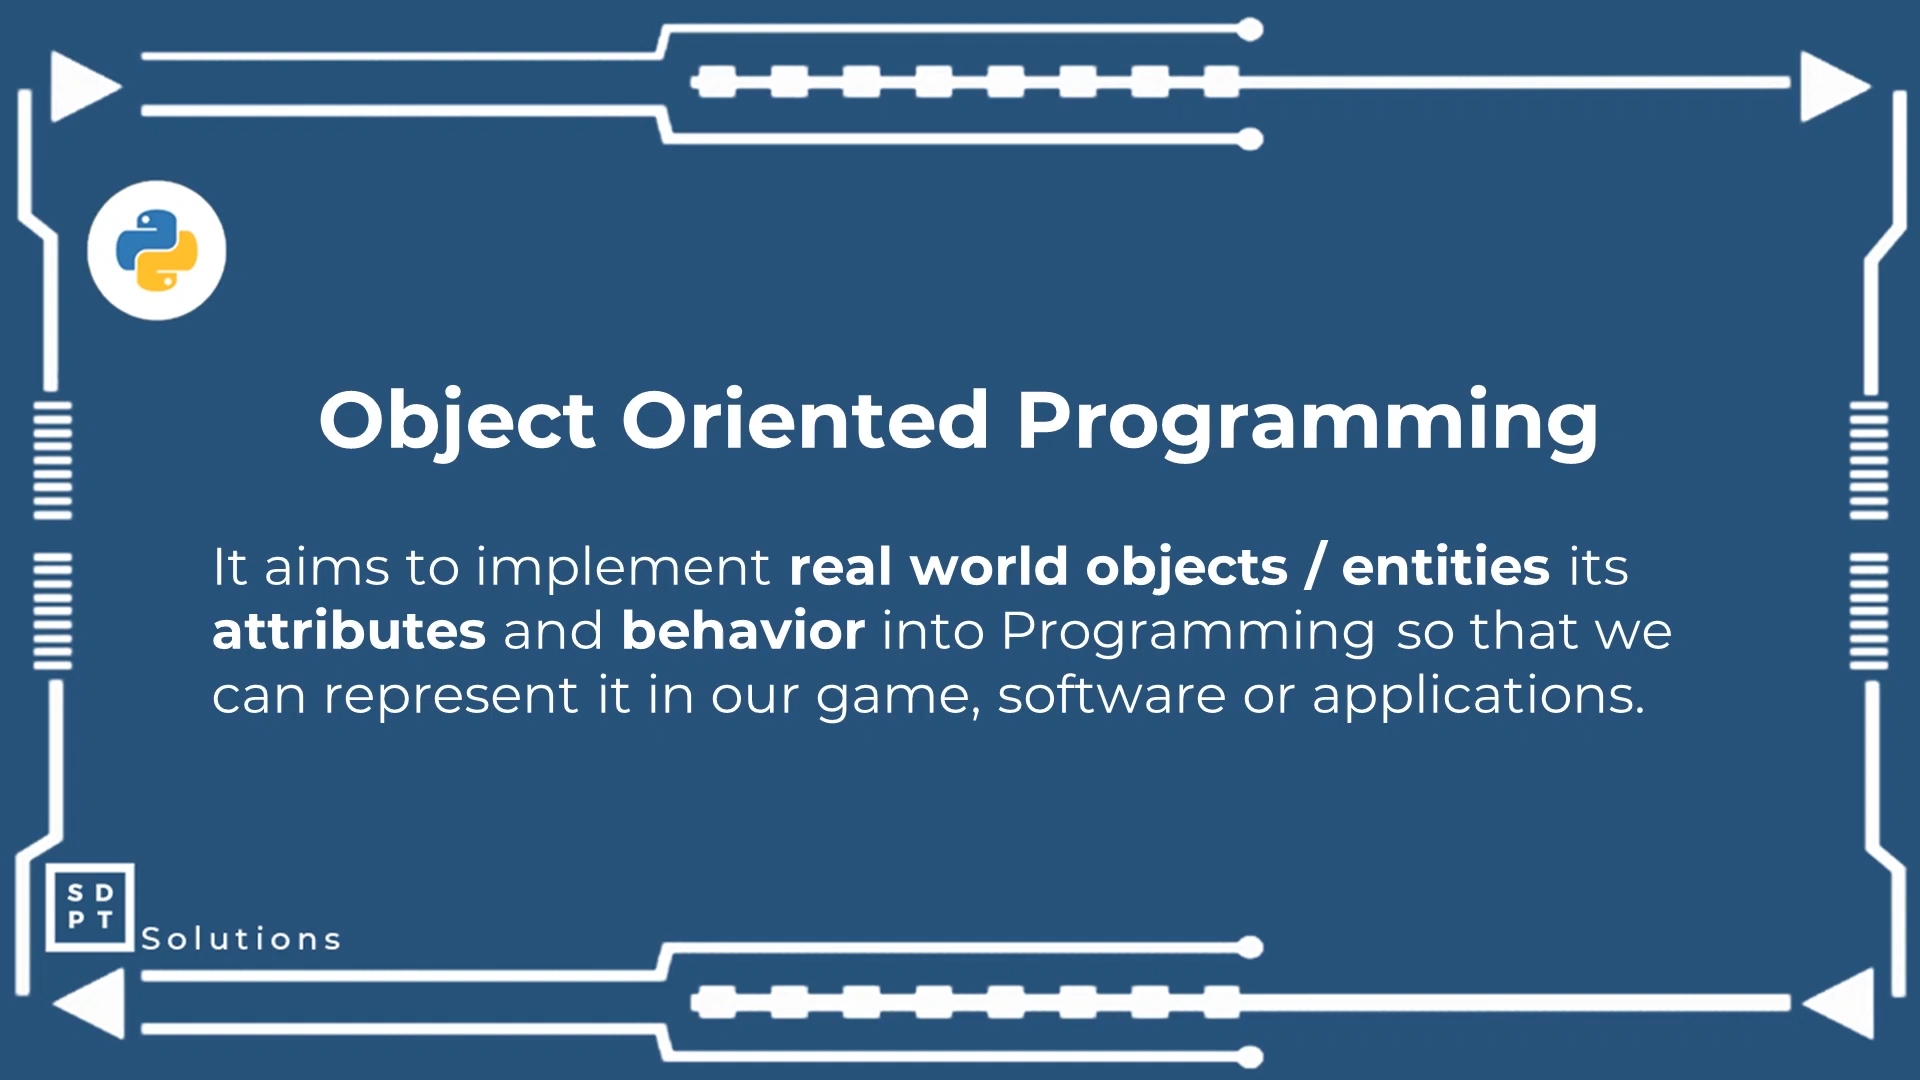 Object Oriented Programming
It aims to implement real world objects / entities its
attributes and behavior into Programming so that we
can represent it in our game, software or applications.
S D
P T
Solutions